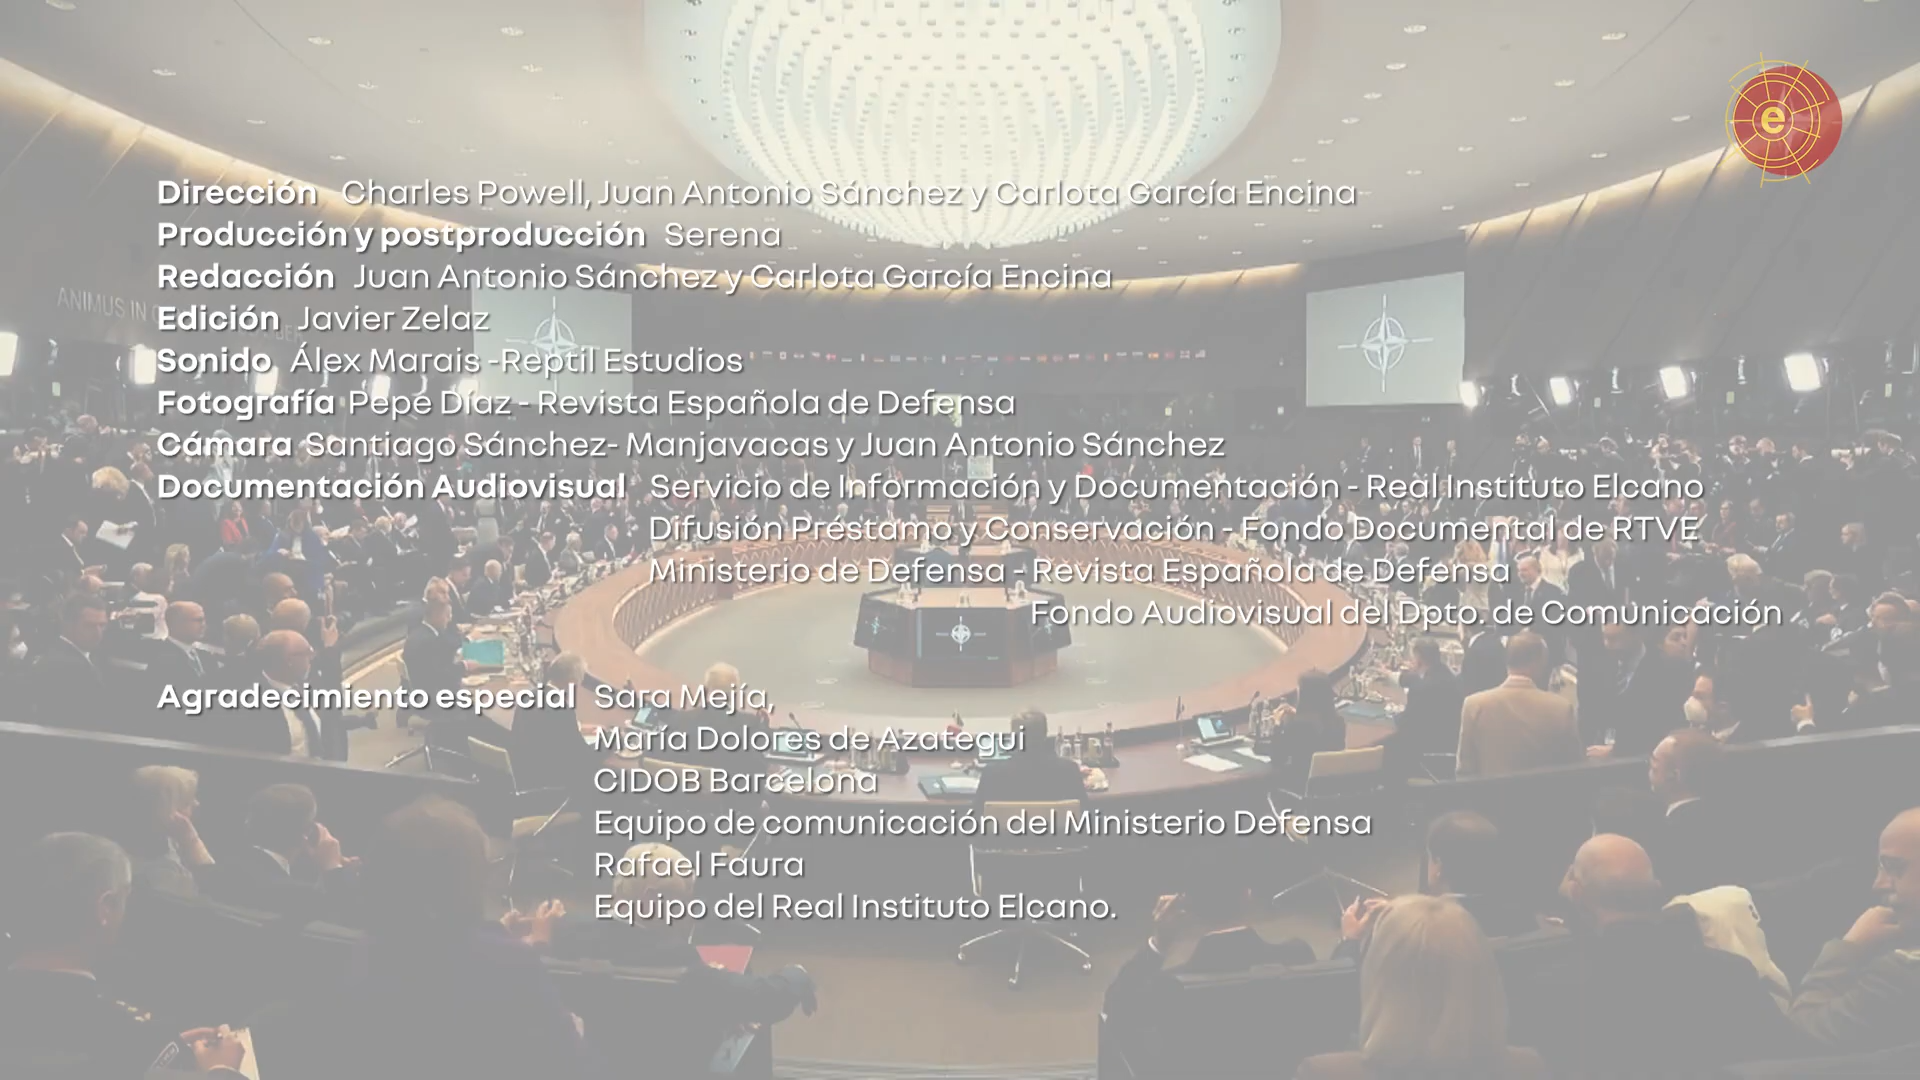 Dirección Charles Powell, Juan Antonio Sánchez y Carlota García Encina
Producción y postproducción Serena
Redacción Juan Antonio Sánchez y Carlota García Encina
Edición Javier Zelaz
Sonido Álex Marais -Reptil Estudios
Fotografía Pepe Díaz - Revista Española de Defensa
Cámara Santiago Sánchez- Manjavacas y Juan Antonio Sánchez
Documentación Audiovisual Servicio de Información y Documentación - Real Instituto Elcano
Difusión Préstamo y Conservación - Fondo Documental de RTVE
Ministerio de Defensa - Revista Española de Defensa
Fondo Audiovisual del Dpto. de Comunicación
Agradecimiento especial Sara Mejía,
María Dolores de Azategui
CIDOB Barcelona
Equipo de comunicación del Ministerio Defensa
Rafael Faura
Equipo del Real Instituto Elcano.
e
ANIMUS IN